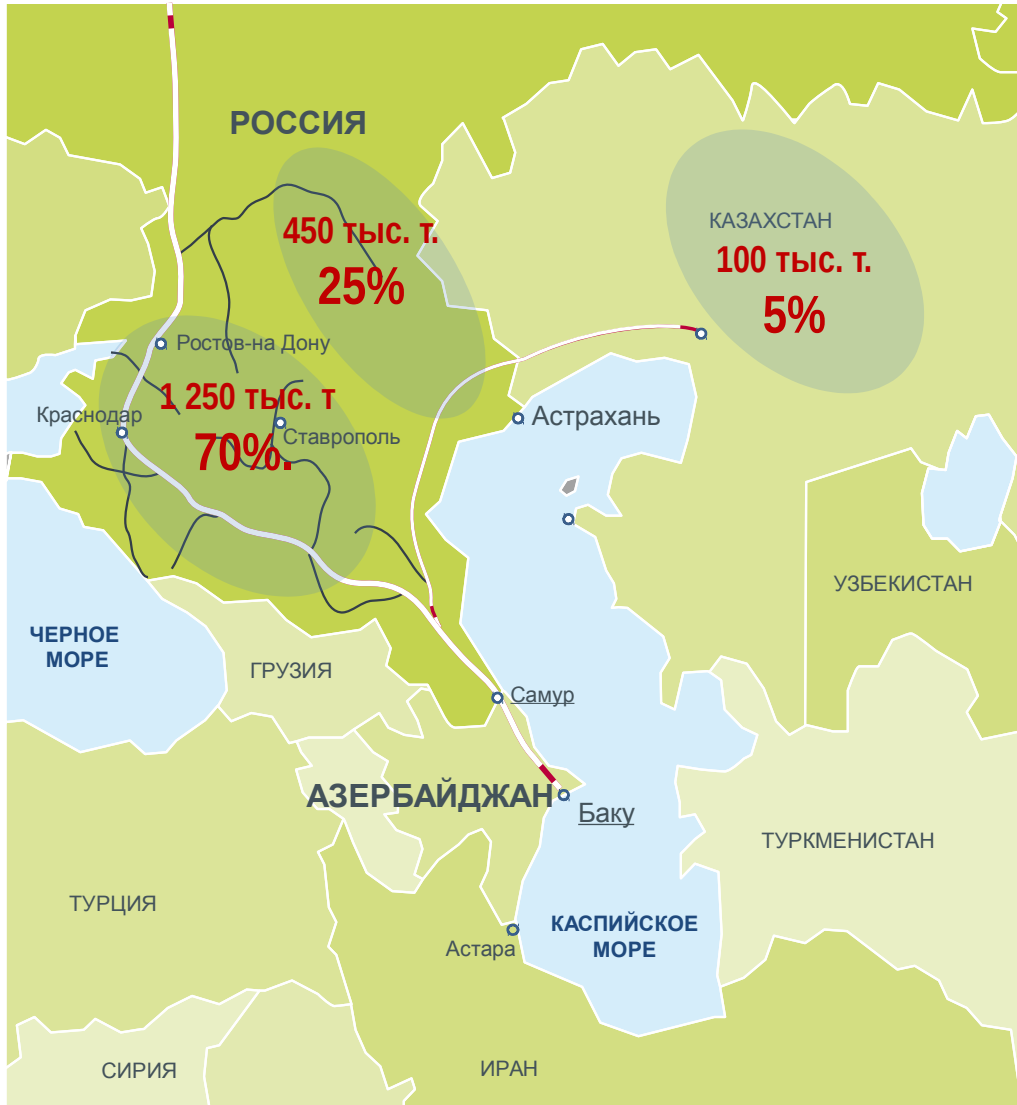 РОССИЯ
450 тыс. т.
25%
КАЗАХСТАН
100 тыс. т.
5%
Ростов-на Дону
1 250 тыс. т
70%.
Краснодар
Ставрополь
Астрахань
УЗБЕКИСТАН
ЧЕРНОЕ
МОРЕ
ГРУЗИЯ
Самур
АЗЕРБАЙДЖАН
Баку
ТУРКМЕНИСТАН
ТУРЦИЯ
КАСПИЙСКОЕ
МОРЕ
Астара
СИРИЯ
ИРАН